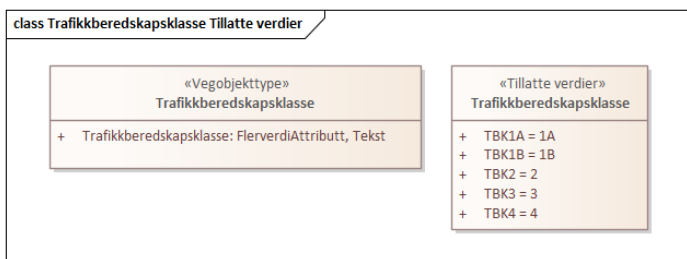 class Trafikkberedskapsklasse Tillatte verdier
«Vegobjekttype»
Trafikkberedskapsklasse
+ Trafikkberedskapsklasse: FlerverdiAttributt, Tekst
«Tillatte verdier»
Trafikkberedskapsklasse
+ TBK1A = 1A
+ TBK1B = 1B
+ TBK2 = 2
+ TBK3 = 3
+ TBK4 = 4